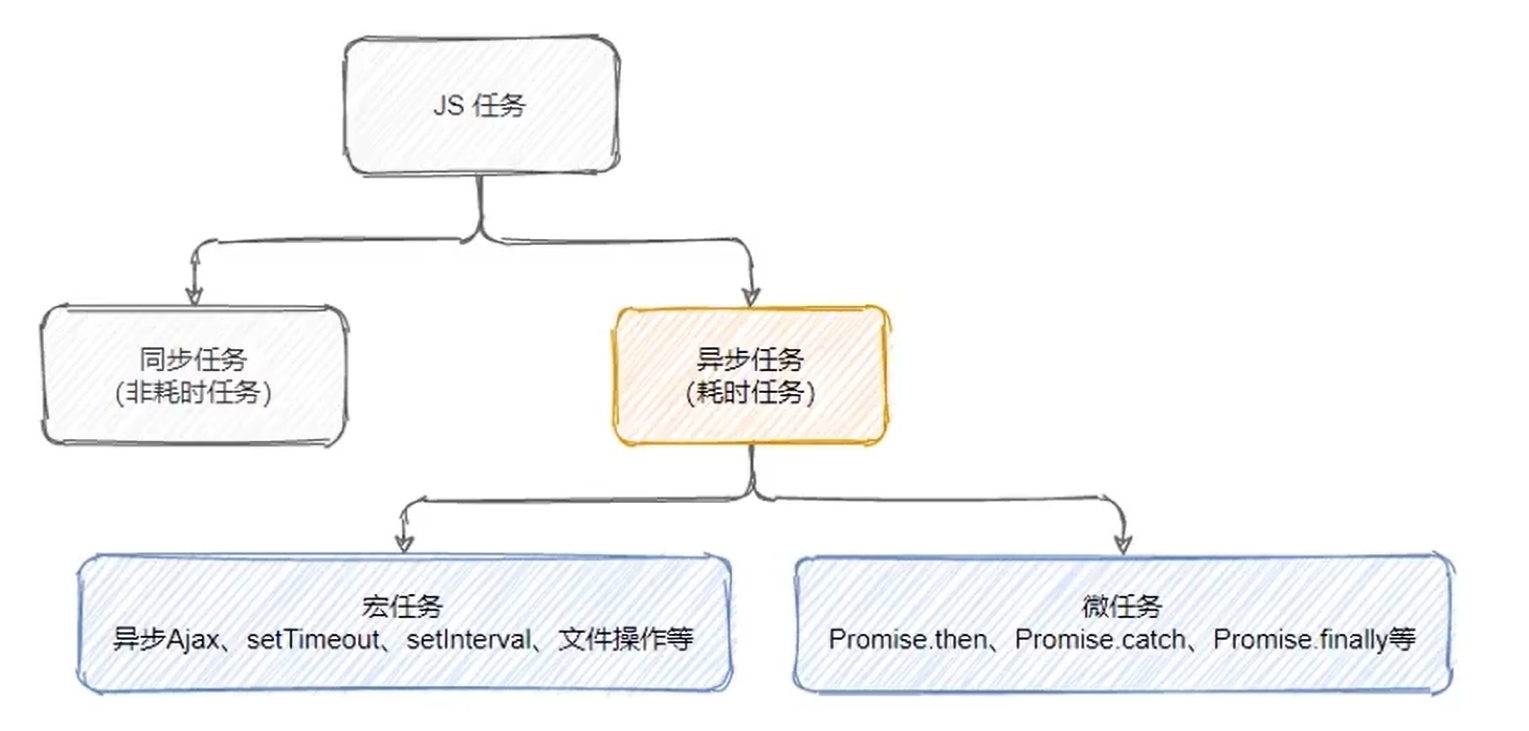 JS 任务
同步任务
(非耗时任务)
异步任务
(耗时任务)
宏任务
异步Ajax、setTimeout、setInterval、文件操作等
微任务
Promise.then、Promise.catch、Promise.finally等